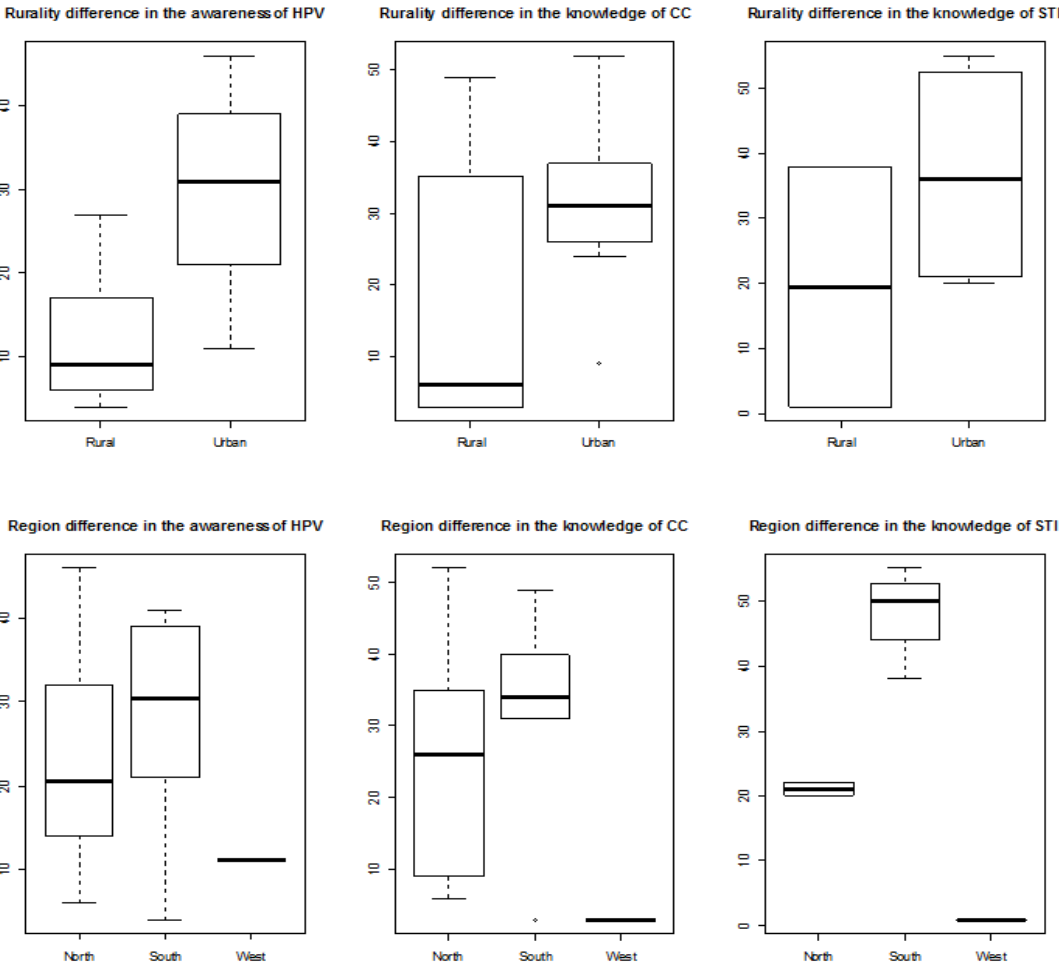 Rurality difference in the awareness of HPV
40
30
20
10
Rural Urban
Rurality difference in the knowledge of CC
50
40
30
20
10
Rural Urban
Rurality difference in the knowledge of STI
50
40
30
20
10
0
Rural Urban
Region difference in the awareness of HPV
40
30
20
10
North South West
Region difference in the knowledge of CC
50
40
30
20
10
North South West
Region difference in the knowledge of STI
50
40
30
20
10
0
North South West